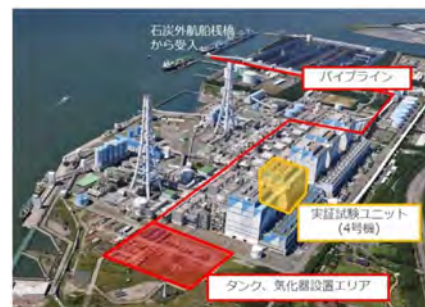 石炭外航船桟橋
から受入
パイプライン
実証試験ユニット
(4号機)
タンク、気化器設置エリア